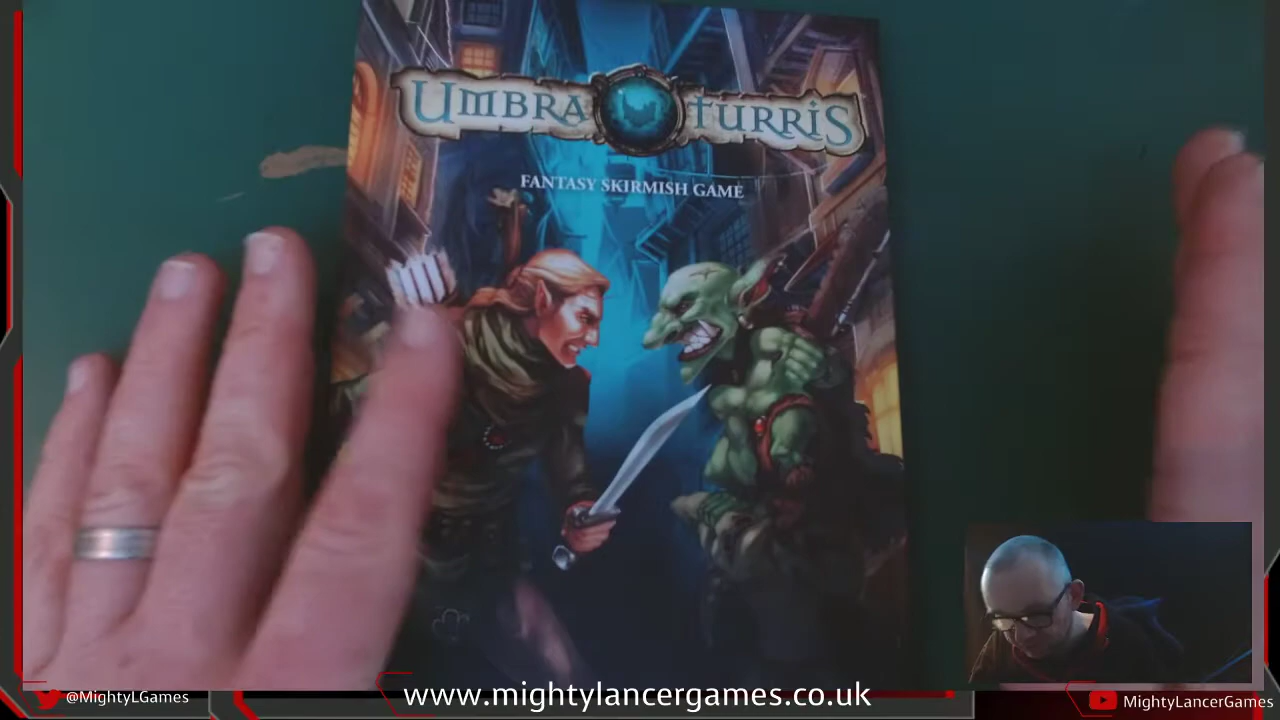 UMBRA TURRIS
FANTASY SKIRMISH GAME
@MightyLGames
www.mightylancergames.co.uk
MightyLancerGames